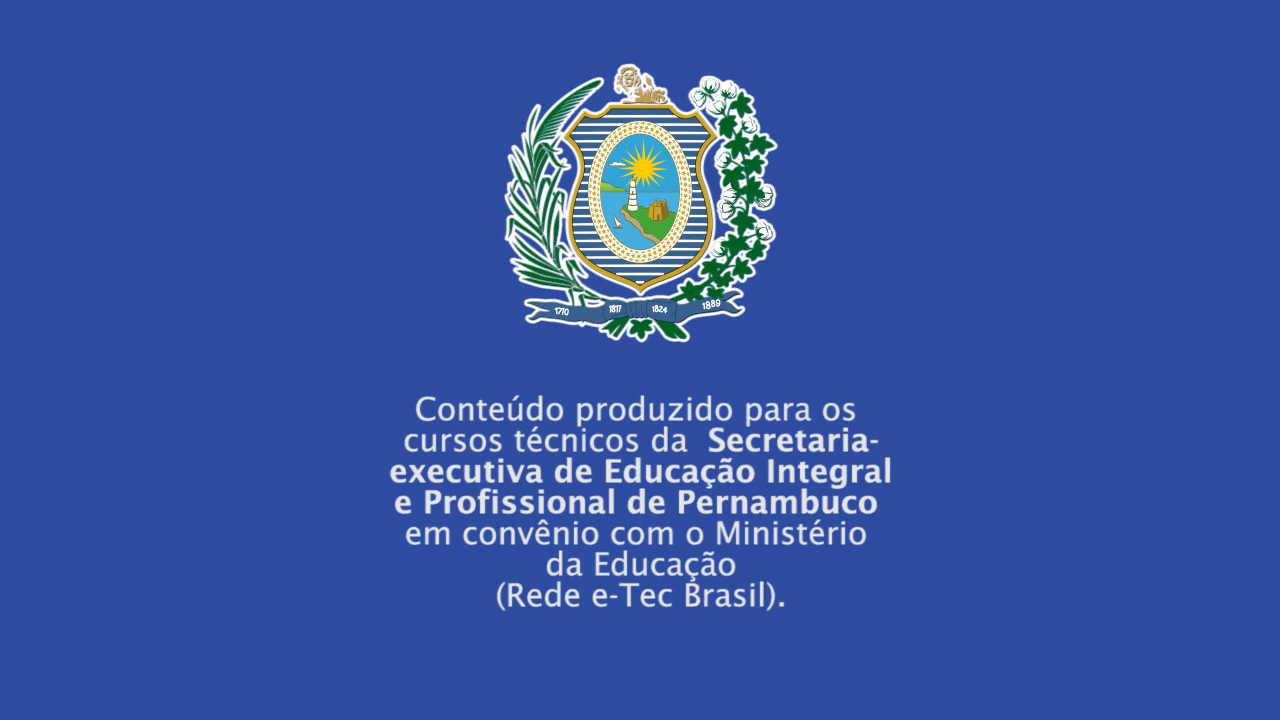 1710 1817 1824 1889
Conteúdo produzido para os
cursos técnicos da Secretaria-
executiva de Educação Integral
e Profissional de Pernambuco
em convênio com o Ministério
da Educação
(Rede e-Tec Brasil).